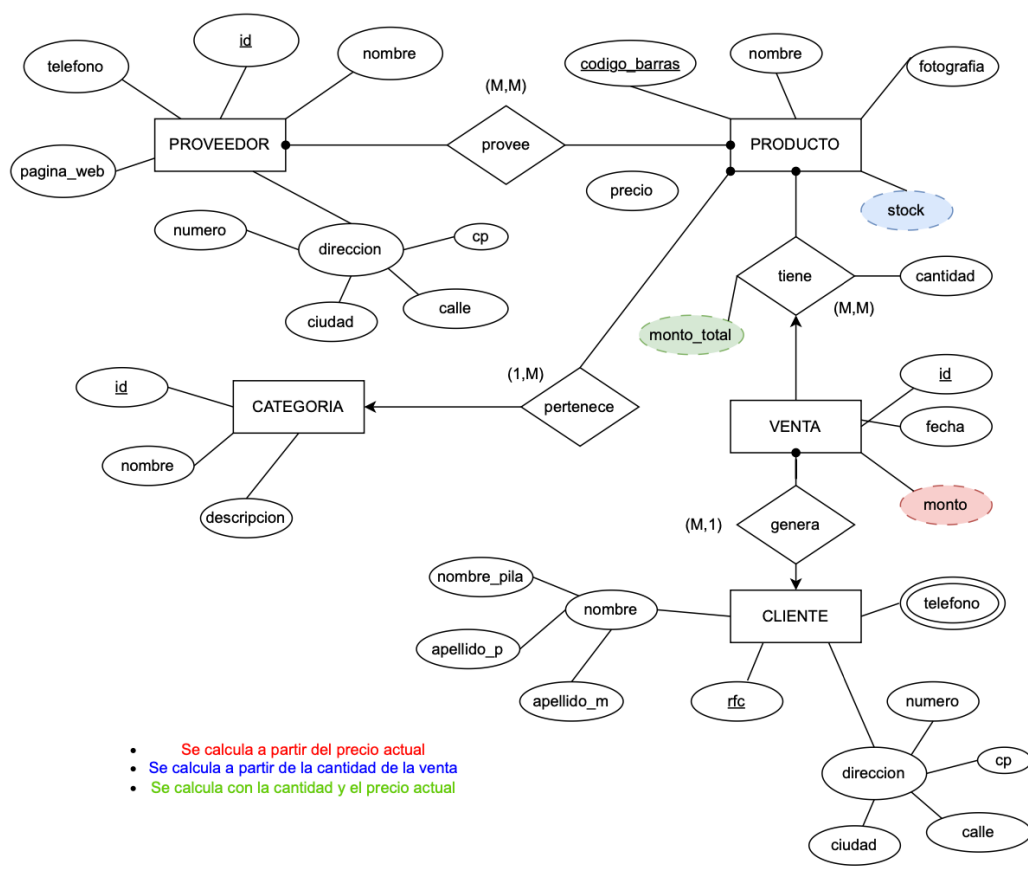 id
nombre
telefono
PROVEEDOR
pagina_web
numero
direccion
cp
ciudad
calle
(M,M)
provee
codigo_barras
nombre
fotografia
PRODUCTO
precio
stock
tiene
cantidad
(M,M)
monto_total
id
CATEGORIA
nombre
descripcion
(1,M)
pertenece
id
VENTA
fecha
monto
(M,1)
genera
nombre_pila
nombre
apellido_p
apellido_m
CLIENTE
telefono
rfc
numero
direccion
cp
ciudad
calle
Se calcula a partir del precio actual
Se calcula a partir de la cantidad de la venta
Se calcula con la cantidad y el precio actual